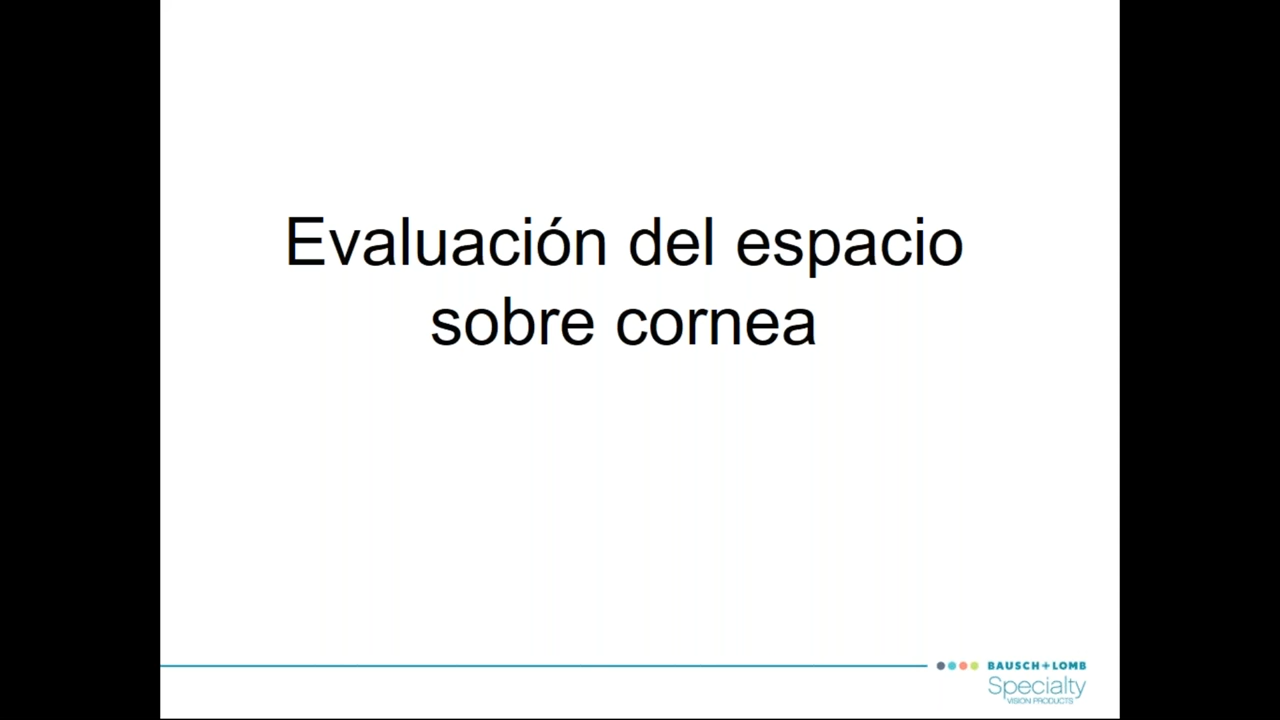 Evaluación del espacio
sobre cornea
BAUSCH + LOMB
Specialty
VISION PRODUCTS